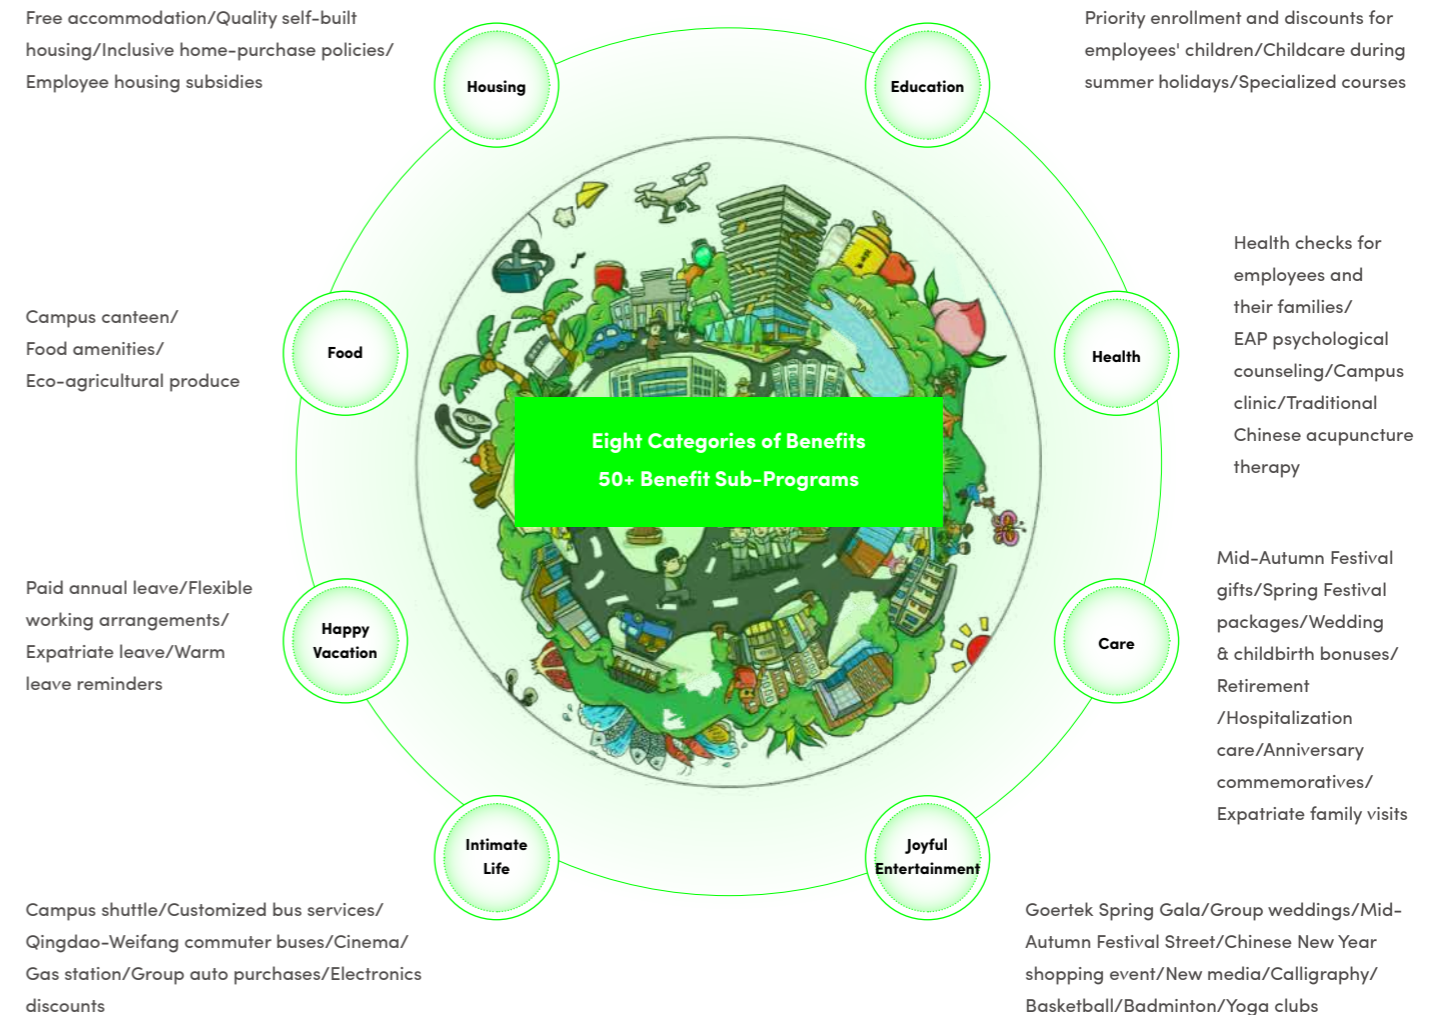 Free accommodation/Quality self-built
housing/Inclusive home-purchase policies/
Employee housing subsidies
Housing
Education
Priority enrollment and discounts for
employees' children/Childcare during
summer holidays/Specialized courses
Campus canteen/
Food amenities/
Eco-agricultural produce
Food
Health
Health checks for
employees and
their families/
EAP psychological
counseling/Campus
clinic/Traditional
Chinese acupuncture
therapy
Eight Categories of Benefits
50+ Benefit Sub-Programs
Paid annual leave/Flexible
working arrangements/
Expatriate leave/Warm
leave reminders
Happy
Vacation
Care
Mid-Autumn Festival
gifts/Spring Festival
packages/Wedding
& childbirth bonuses/
Retirement
/Hospitalization
care/Anniversary
commemoratives/
Expatriate family visits
Intimate
Life
Joyful
Entertainment
Campus shuttle/Customized bus services/
Qingdao-Weifang commuter buses/Cinema/
Gas station/Group auto purchases/Electronics
discounts
Goertek Spring Gala/Group weddings/Mid-
Autumn Festival Street/Chinese New Year
shopping event/New media/Calligraphy/
Basketball/Badminton/Yoga clubs